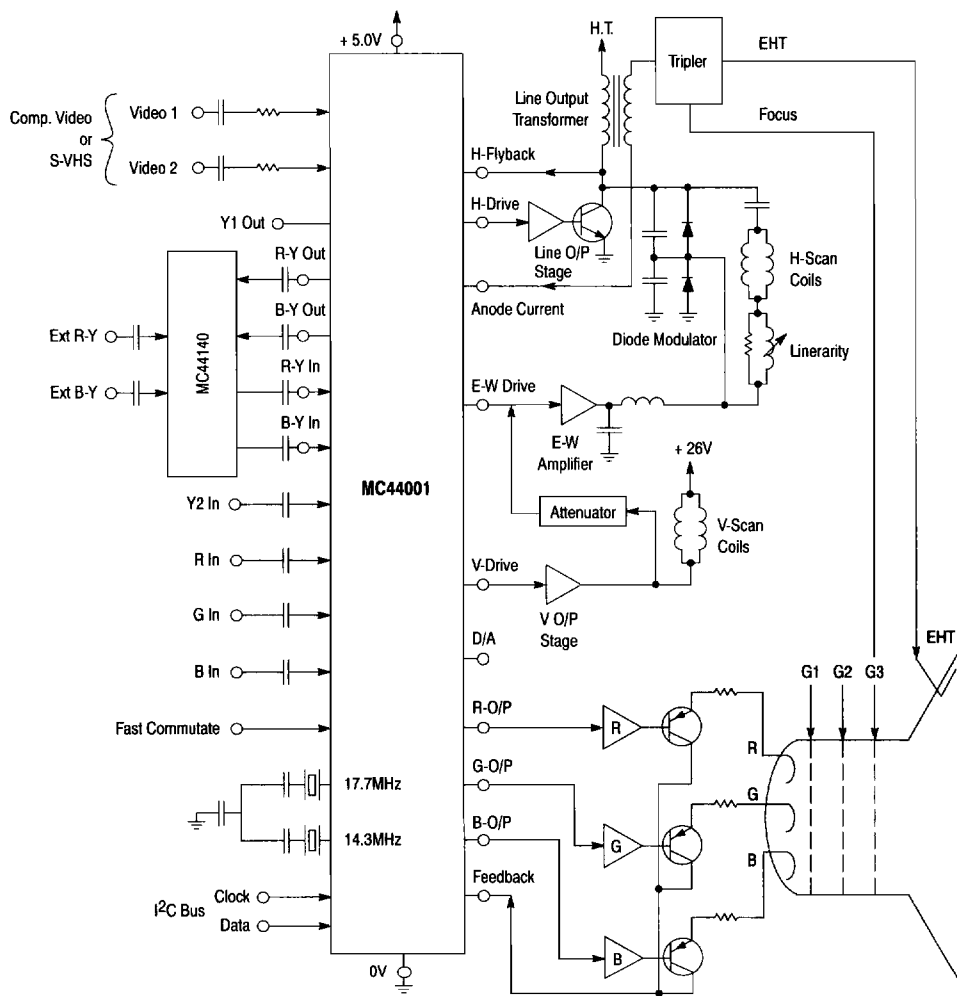 + 5.0V
Comp. Video
or
S-VHS
Video 1
Video 2
Y1 Out
R-Y Out
B-Y Out
R-Y In
B-Y In
Ext R-Y
Ext B-Y
MC44140
Y2 In
R In
G In
B In
Fast Commutate
17.7MHz
14.3MHz
I²C Bus
Clock
Data
0V
MC44001
H.T.
Line Output
Transformer
Tripler
EHT
Focus
H-Flyback
H-Drive
Line O/P
Stage
Anode Current
Diode Modulator
H-Scan
Coils
Linerarity
E-W Drive
E-W
Amplifier
+ 26V
Attenuator
V-Scan
Coils
V-Drive
V O/P
Stage
D/A
R-O/P
G-O/P
B-O/P
Feedback
R
G
B
R
G
B
G1
G2
G3
EHT